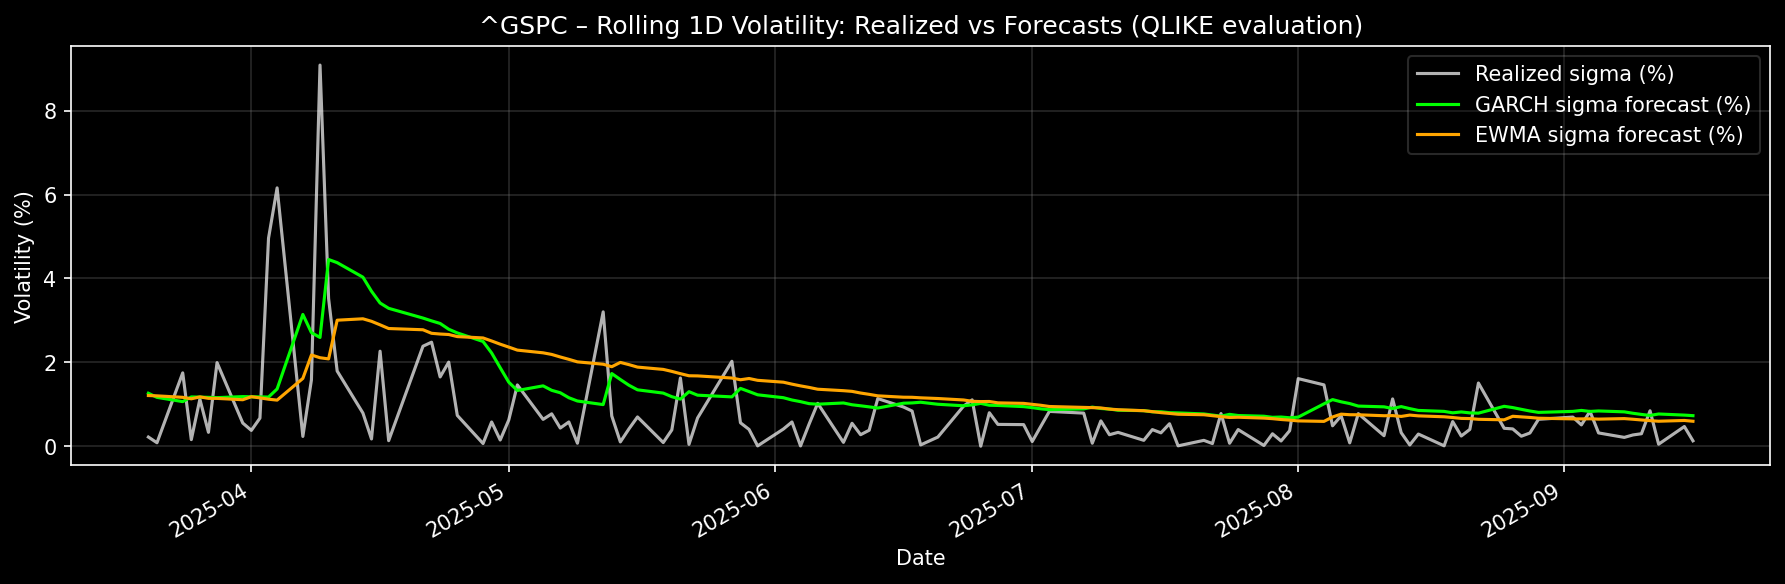 ^GSPC – Rolling 1D Volatility: Realized vs Forecasts (QLIKE evaluation)
Realized sigma (%)
GARCH sigma forecast (%)
EWMA sigma forecast (%)
Volatility (%)
8
6
4
2
0
2025-04
2025-05
2025-06
2025-07
2025-08
2025-09
Date